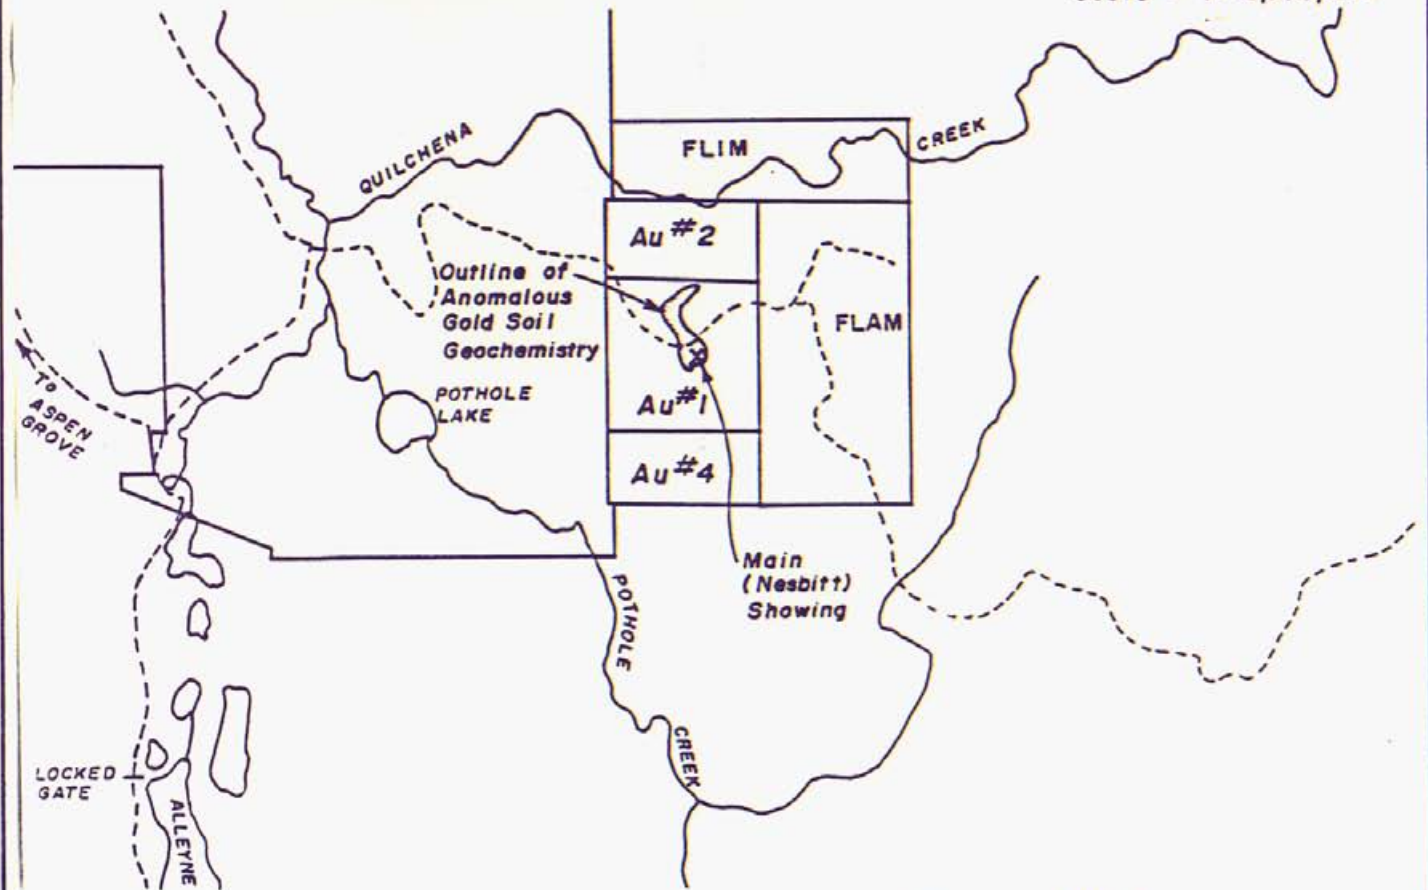 QUILCHENA
CREEK
FLIM
Au #2
Outline of
Anomalous
Gold Soil
Geochemistry
FLAM
To
ASPEN
GROVE
POTHOLE
LAKE
Au #1
Au #4
Main
(Nesbitt)
Showing
POTHOLE
CREEK
LOCKED
GATE
ALLEYNE